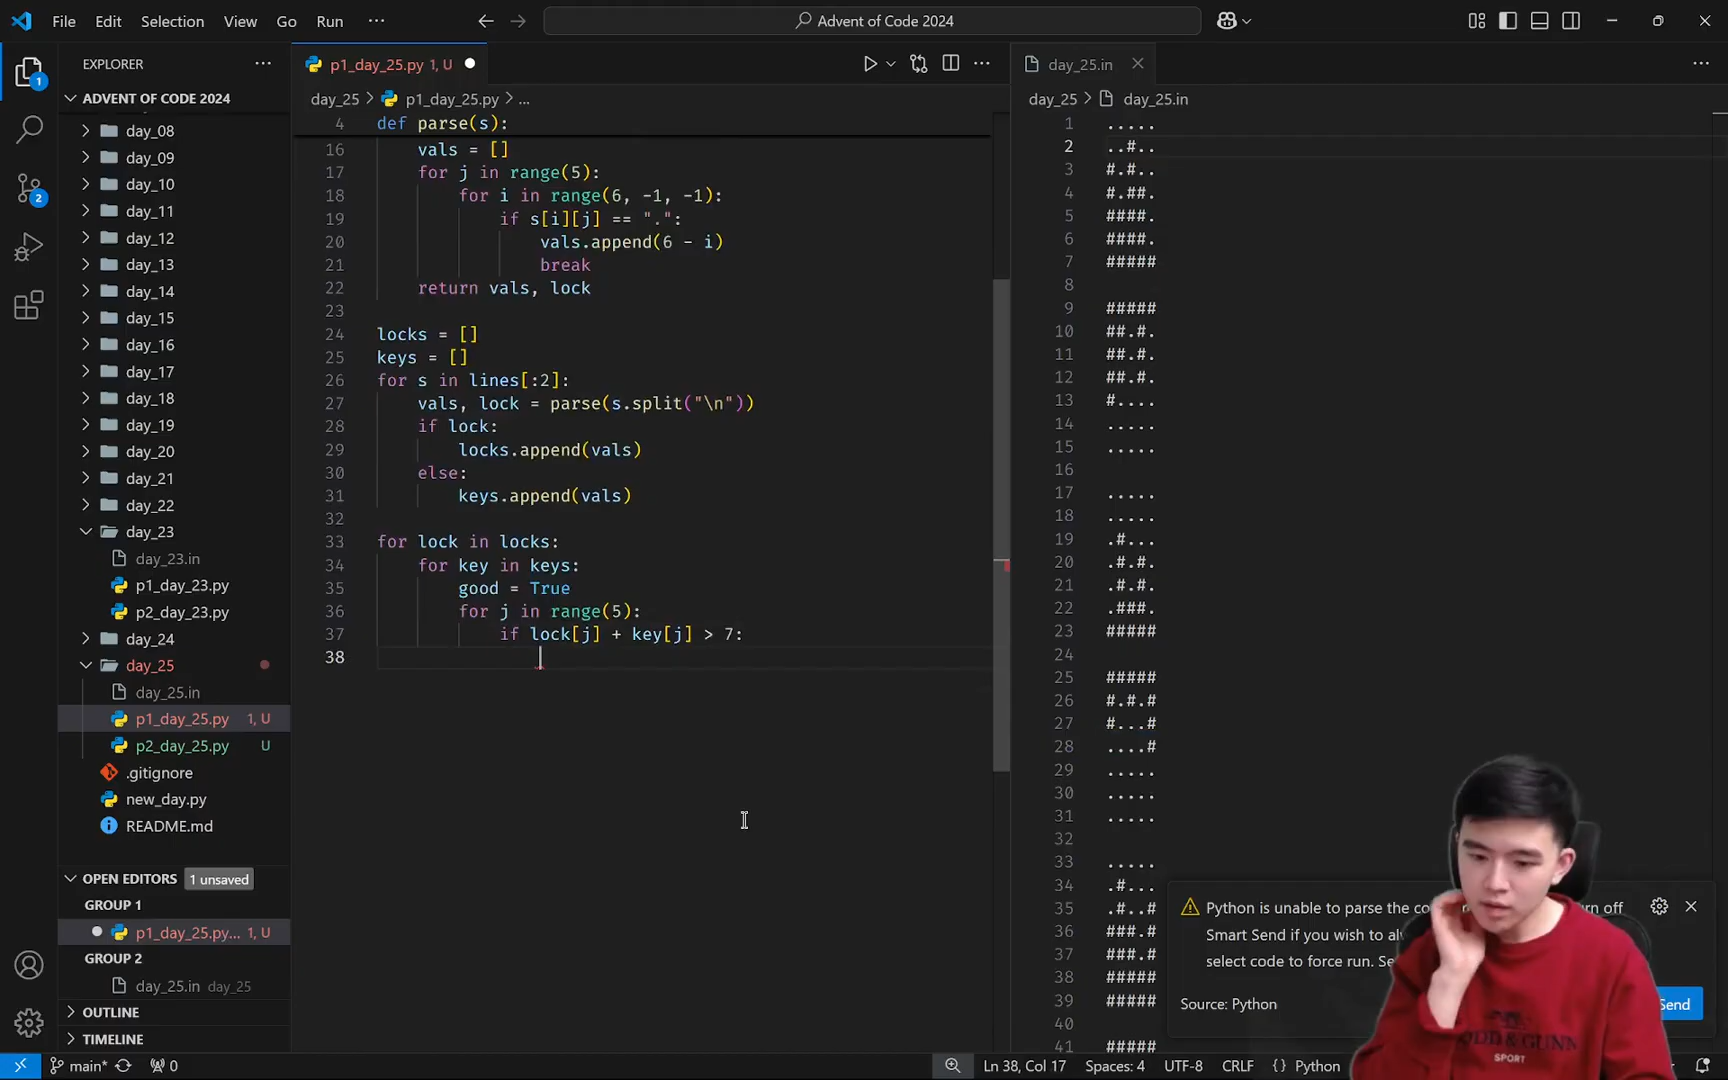 File Edit Selection View Go Run ··· Advent of Code 2024
EXPLORER ···
ADVENT OF CODE 2024
day_08
day_09
day_10
day_11
day_12
day_13
day_14
day_15
day_16
day_17
day_18
day_19
day_20
day_21
day_22
day_23
day_23.in
p1_day_23.py
p2_day_23.py
day_24
day_25
day_25.in
p1_day_25.py 1, U
p2_day_25.py U
.gitignore
new_day.py
README.md
OPEN EDITORS 1 unsaved
GROUP 1
p1_day_25.py... 1, U
GROUP 2
day_25.in day_25
OUTLINE
TIMELINE
1
2
p1_day_25.py 1, U
day_25 > p1_day_25.py > ...
4 def parse(s):
16 vals = []
17 for j in range(5):
18 for i in range(6, -1, -1):
19 if s[i][j] == ".":
20 vals.append(6 - i)
21 break
22 return vals, lock
23
24 locks = []
25 keys = []
26 for s in lines[:2]:
27 vals, lock = parse(s.split("\n"))
28 if lock:
29 locks.append(vals)
30 else:
31 keys.append(vals)
32
33 for lock in locks:
34 for key in keys:
35 good = True
36 for j in range(5):
37 if lock[j] + key[j] > 7:
38
day_25.in
day_25 > day_25.in
1 .....
2 ..#..
3 #.#..
4 #.##.
5 ####.
6 ####.
7 #####
8
9 #####
10 ##.#.
11 ##.#.
12 ##.#.
13 #....
14 .....
15 .....
16
17 .....
18 .....
19 .#...
20 .#.#.
21 .#.#.
22 .###.
23 #####
24
25 #####
26 #.#.#
27 #...#
28 ....#
29 .....
30 .....
31 .....
32
33 .....
34 .#...
35 .#..#
36 ###.#
37 ###.#
38 #####
39 #####
40
41 #####
Python is unable to parse the co
rn off
Smart Send if you wish to al
select code to force run. Se
Source: Python
Send
ODD & GUNN
SPORT
main* 0
Ln 38, Col 17 Spaces: 4 UTF-8 CRLF {} Python